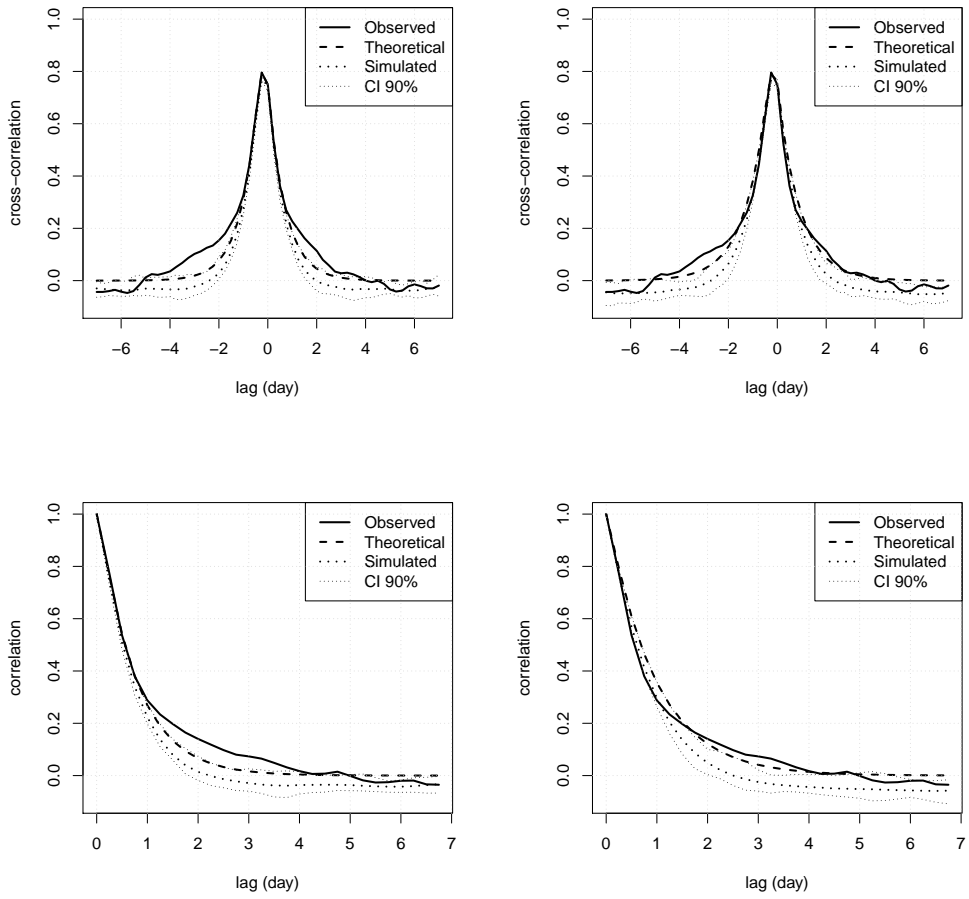 1.0
0.8
0.6
0.4
0.2
0.0
cross−correlation
Observed
Theoretical
Simulated
CI 90%
−6 −4 −2 0 2 4 6
lag (day)
1.0
0.8
0.6
0.4
0.2
0.0
cross−correlation
Observed
Theoretical
Simulated
CI 90%
−6 −4 −2 0 2 4 6
lag (day)
1.0
0.8
0.6
0.4
0.2
0.0
correlation
Observed
Theoretical
Simulated
CI 90%
0 1 2 3 4 5 6 7
lag (day)
1.0
0.8
0.6
0.4
0.2
0.0
correlation
Observed
Theoretical
Simulated
CI 90%
0 1 2 3 4 5 6 7
lag (day)